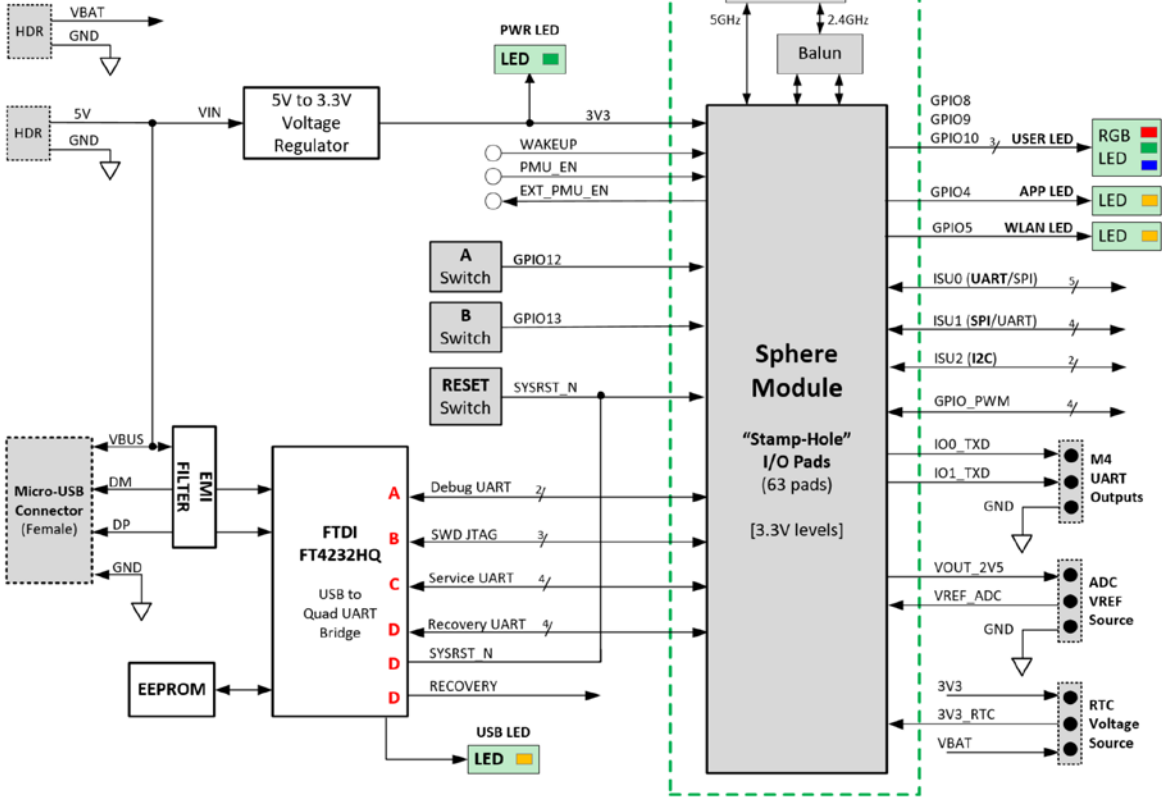 HDR
VBAT
GND
5GHz
2.4GHz
Balun
PWR LED
LED
HDR
5V
GND
VIN
5V to 3.3V
Voltage
Regulator
3V3
WAKEUP
PMU_EN
EXT_PMU_EN
A
Switch
GPIO12
B
Switch
GPIO13
RESET
Switch
SYSRST_N
Sphere
Module
“Stamp-Hole”
I/O Pads
(63 pads)
[3.3V levels]
GPIO8
GPIO9
GPIO10
3/
USER LED
RGB
LED
GPIO4
APP LED
LED
GPIO5
WLAN LED
LED
ISU0 (UART/SPI)
5/
ISU1 (SPI/UART)
4/
ISU2 (I2C)
2/
GPIO_PWM
4/
IO0_TXD
IO1_TXD
GND
M4
UART
Outputs
VOUT_2V5
VREF_ADC
GND
ADC
VREF
Source
3V3
3V3_RTC
VBAT
RTC
Voltage
Source
Micro-USB
Connector
(Female)
VBUS
DM
DP
GND
EMI
FILTER
FTDI
FT4232HQ
USB to
Quad UART
Bridge
A
Debug UART
2/
B
SWD JTAG
3/
C
Service UART
4/
D
Recovery UART
4/
D
SYSRST_N
D
RECOVERY
EEPROM
USB LED
LED